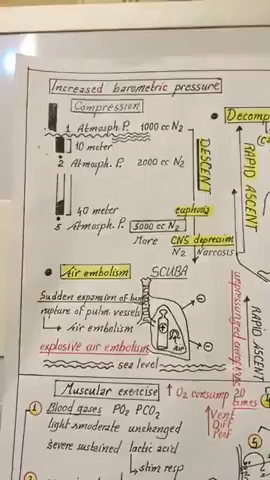 Increased barometric pressure
Compression
1 Atmosph. P. 1000 cc N2
10 meter
2 Atmosph. P. 2000 cc N2
40 meter
5 Atmosph. P. 5000 cc N2
DESCENT
euphoria
More CNS depression
N2 Narcosis
Decomp
RAPID ASCENT
RAPID ASCENT
Air embolism
SCUBA
Sudden expansion of lung
rupture of pulm. vessels
Air embolism
explosive air embolism
AIR
sea level
Muscular exercise
↑ O2 consump 20 times
1 Blood gases PO2 PCO2
light & moderate unchanged
severe sustained lactic acid
stim resp
↑ Vent
Diff
Perf
5